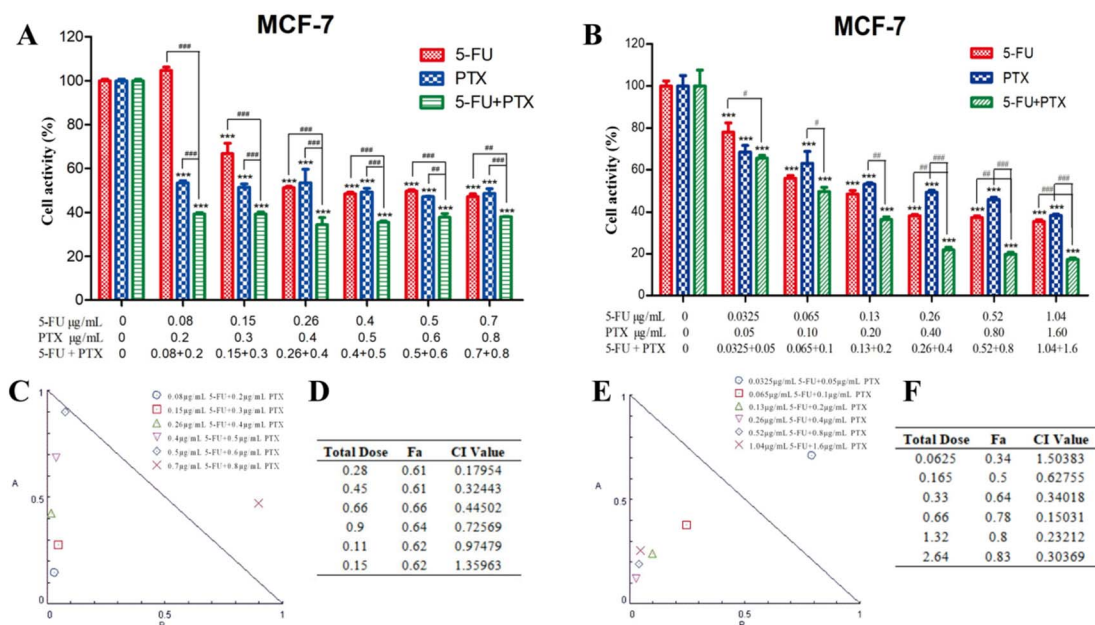 A
MCF-7
120
100
80
60
40
20
0
Cell activity (%)
5-FU
PTX
5-FU+PTX
###
###
***
***
###
***
###
***
***
###
***
###
***
***
###
***
###
***
***
###
***
##
***
***
##
***
###
***
***
5-FU µg/mL 0 0.08 0.15 0.26 0.4 0.5 0.7
PTX µg/mL 0 0.2 0.3 0.4 0.5 0.6 0.8
5-FU + PTX 0 0.08+0.2 0.15+0.3 0.26+0.4 0.4+0.5 0.5+0.6 0.7+0.8
B
MCF-7
120
100
80
60
40
20
0
Cell activity (%)
5-FU
PTX
5-FU+PTX
#
***
***
***
#
***
***
***
##
***
***
***
## ###
***
***
***
###
##
***
***
***
### ###
***
***
***
5-FU µg/mL 0 0.0325 0.065 0.13 0.26 0.52 1.04
PTX µg/mL 0 0.05 0.10 0.20 0.40 0.80 1.60
5-FU + PTX 0 0.0325+0.05 0.065+0.1 0.13+0.2 0.26+0.4 0.52+0.8 1.04+1.6
C
1
A
0.5
0
0 0.5 1
0.08µg/mL 5-FU+0.2µg/mL PTX
0.15µg/mL 5-FU+0.3µg/mL PTX
0.26µg/mL 5-FU+0.4µg/mL PTX
0.4µg/mL 5-FU+0.5µg/mL PTX
0.5µg/mL 5-FU+0.6µg/mL PTX
0.7µg/mL 5-FU+0.8µg/mL PTX
D
Total Dose Fa CI Value
0.28 0.61 0.17954
0.45 0.61 0.32443
0.66 0.66 0.44502
0.9 0.64 0.72569
0.11 0.62 0.97479
0.15 0.62 1.35963
E
1
A
0.5
0
0 0.5 1
0.0325µg/mL 5-FU+0.05µg/mL PTX
0.065µg/mL 5-FU+0.1µg/mL PTX
0.13µg/mL 5-FU+0.2µg/mL PTX
0.26µg/mL 5-FU+0.4µg/mL PTX
0.52µg/mL 5-FU+0.8µg/mL PTX
1.04µg/mL 5-FU+1.6µg/mL PTX
F
Total Dose Fa CI Value
0.0625 0.34 1.50383
0.165 0.5 0.62755
0.33 0.64 0.34018
0.66 0.78 0.15031
1.32 0.8 0.23212
2.64 0.83 0.30369